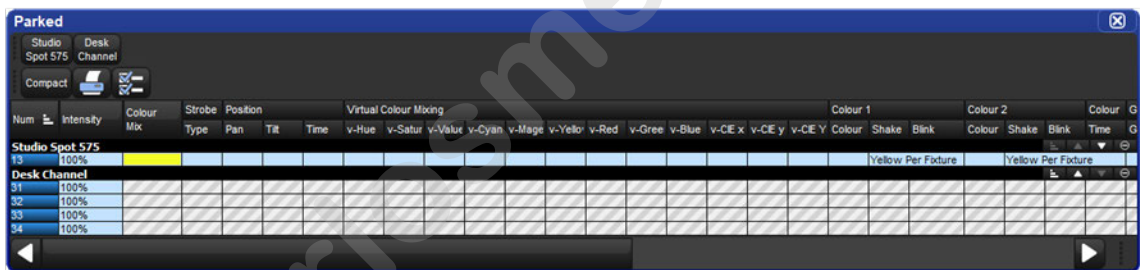 Parked
Studio Spot 575 Desk Channel
Compact
Num Intensity Colour Mix Strobe Position Virtual Colour Mixing Colour 1 Colour 2 Colour G
Type Pan Tilt Time v-Hue v-Satur v-Value v-Cyan v-Mage v-Yello v-Red v-Gree v-Blue v-CIE x v-CIE y v-CIE Y Colour Shake Blink Colour Shake Blink Time G
Studio Spot 575
13 100% Yellow Per Fixture Yellow Per Fixture
Desk Channel
31 100%
32 100%
33 100%
34 100%